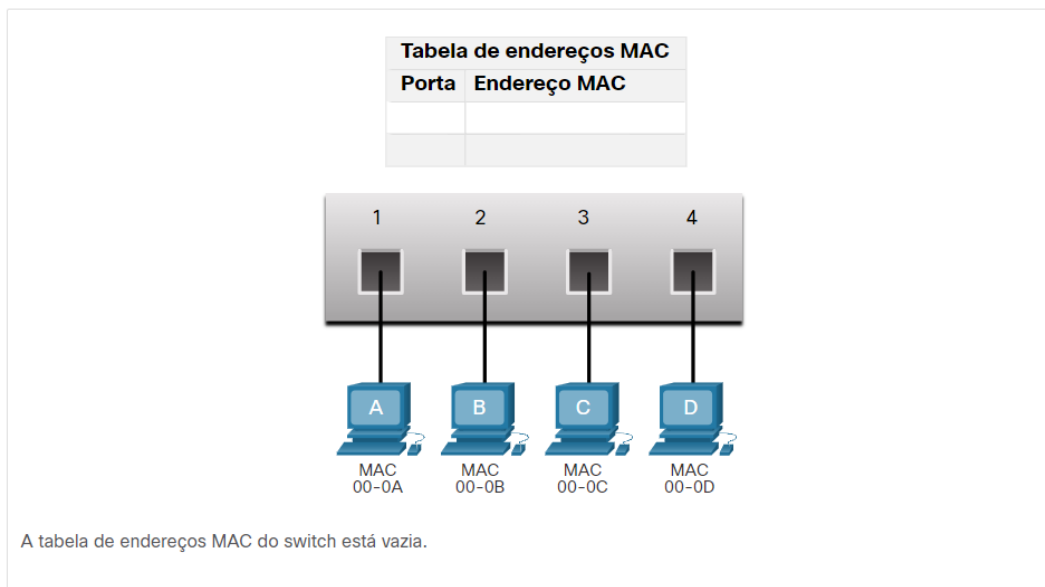 Tabela de endereços MAC
Porta Endereço MAC
1 2 3 4
A B C D
MAC MAC MAC MAC
00-0A 00-0B 00-0C 00-0D
A tabela de endereços MAC do switch está vazia.